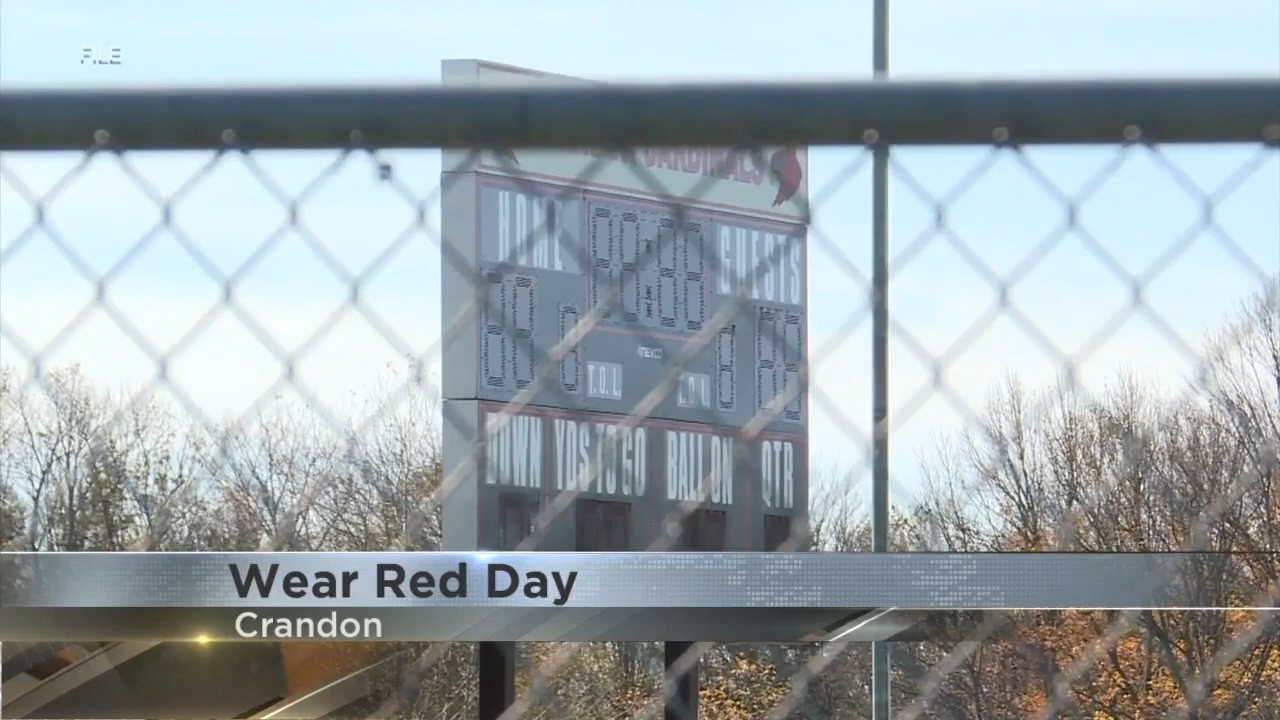 FILE
CARDINALS
HOME
GUESTS
T.O.L.
T.O.L.
DOWN YDS TO GO BALL ON QTR
Wear Red Day
Crandon